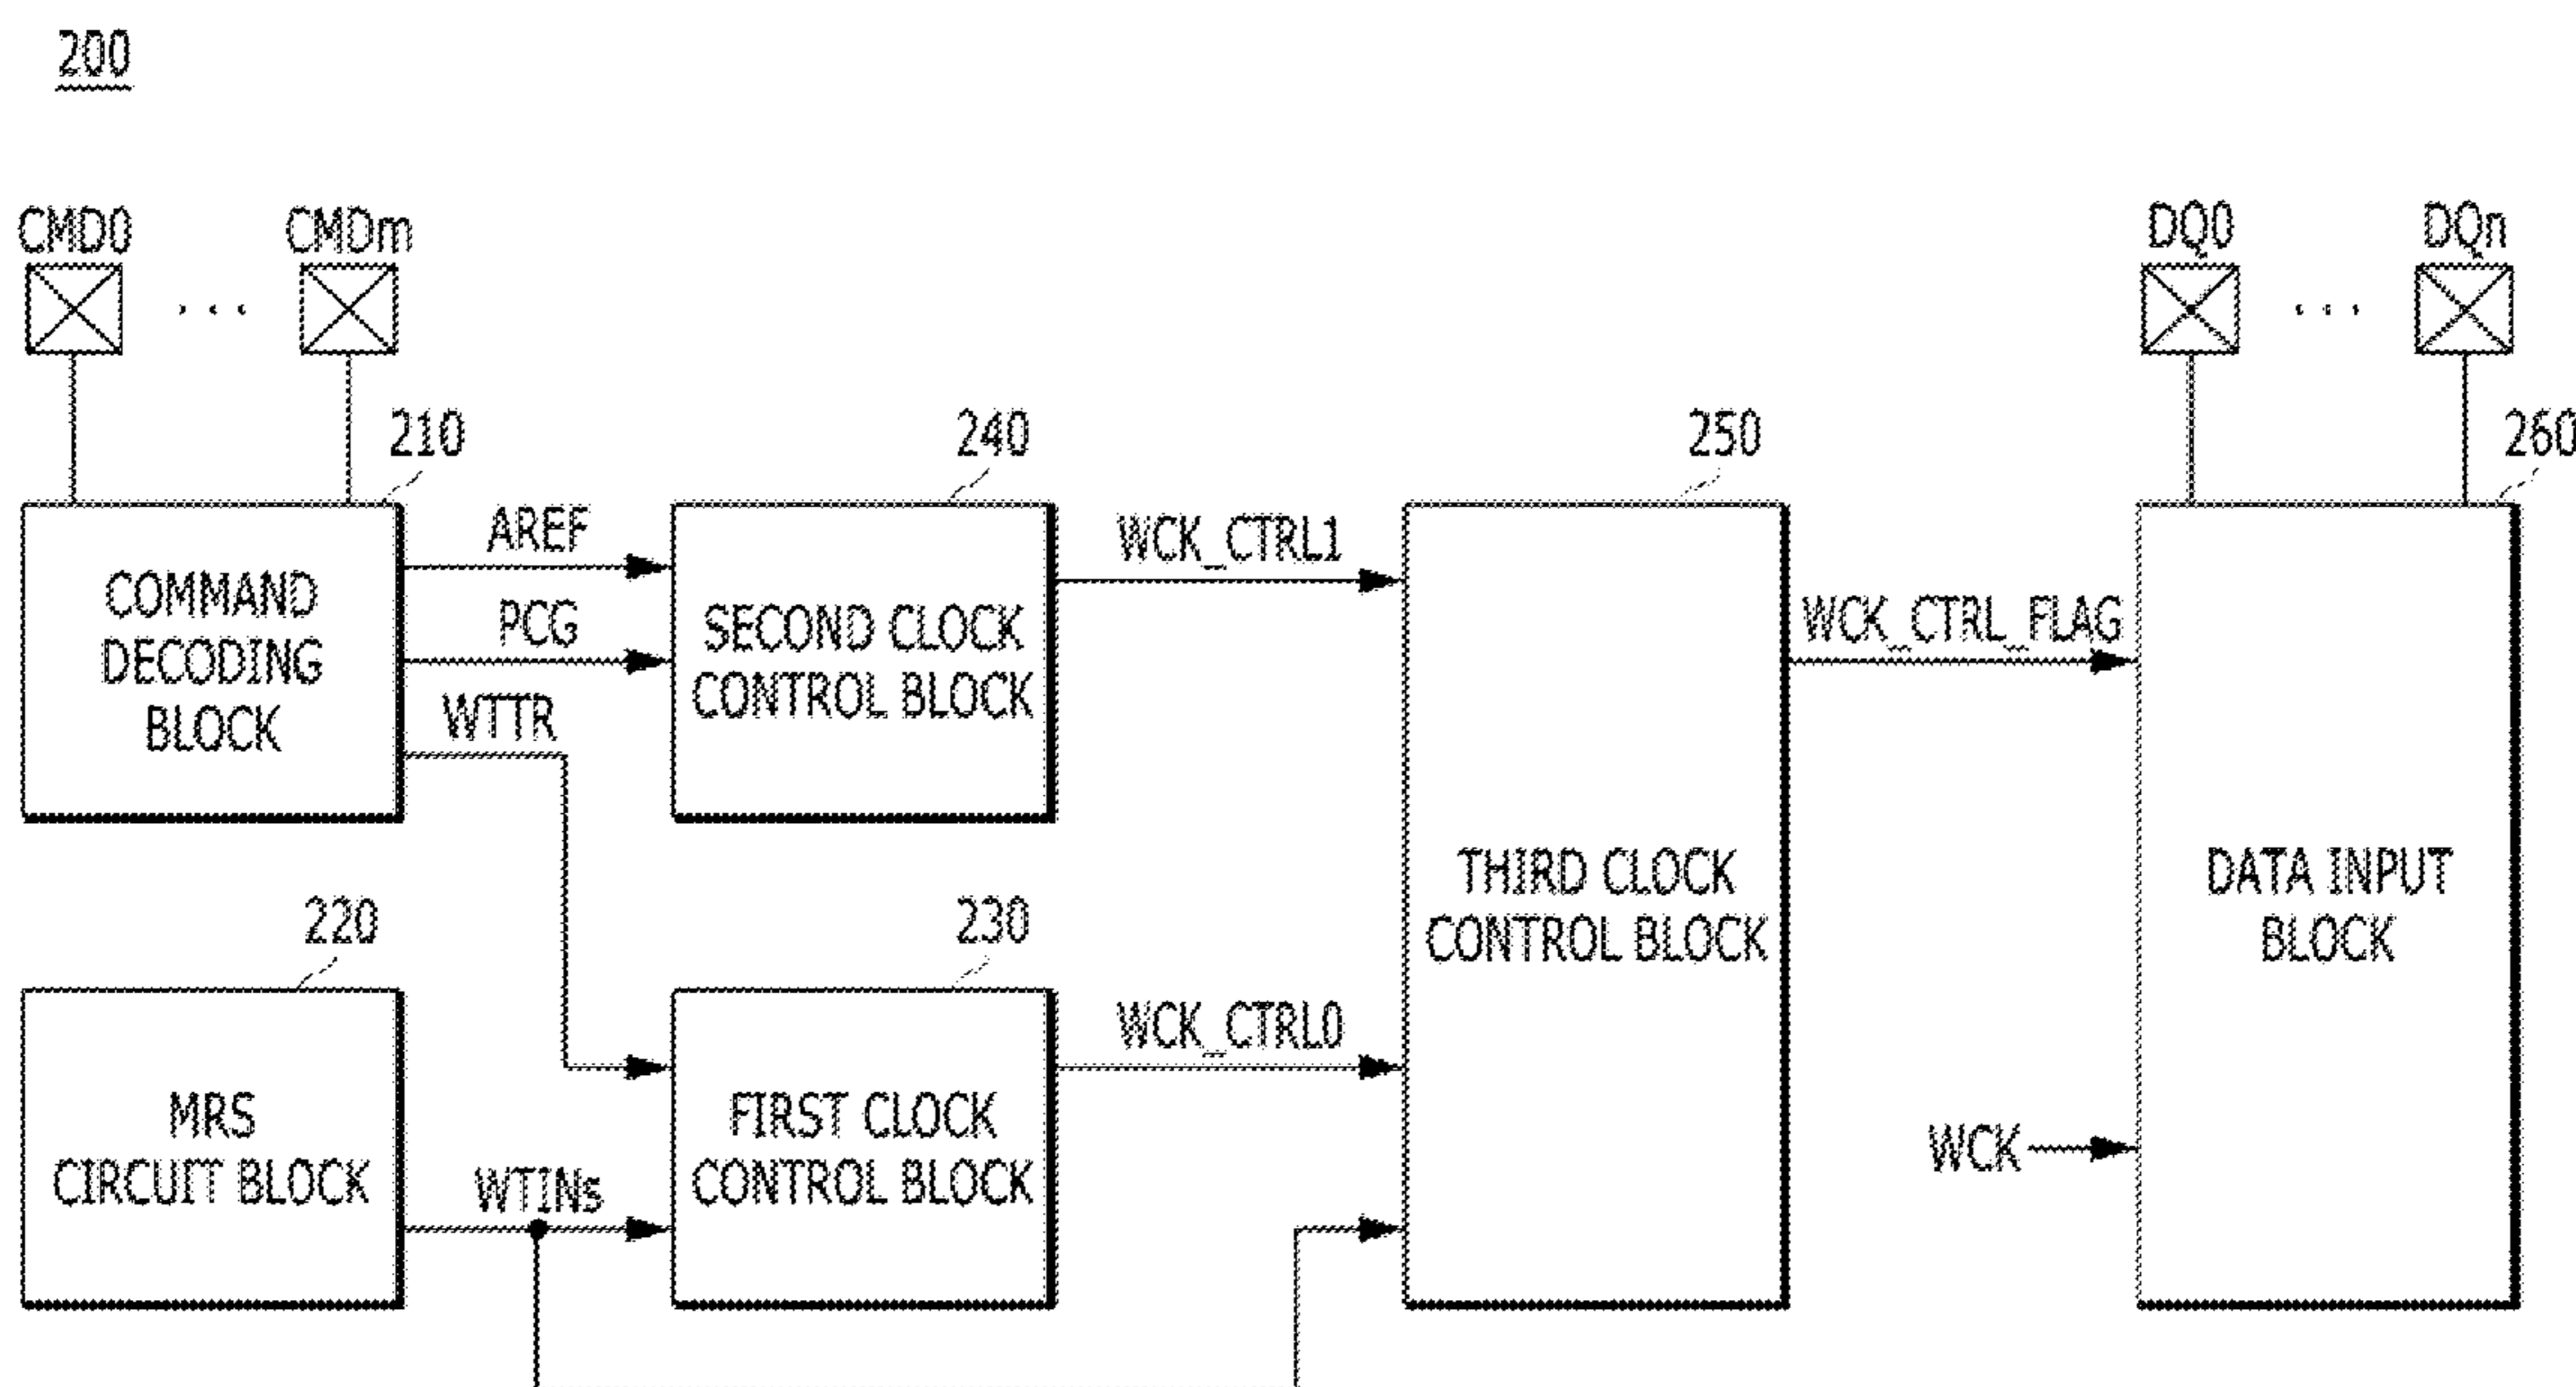 200
CMD0 ... CMDm
DQ0 ... DQn
210
240
250
260
AREF
PCG
WTTR
COMMAND
DECODING
BLOCK
SECOND CLOCK
CONTROL BLOCK
WCK_CTRL1
WCK_CTRL_FLAG
THIRD CLOCK
CONTROL BLOCK
DATA INPUT
BLOCK
220
230
MRS
CIRCUIT BLOCK
WTINs
FIRST CLOCK
CONTROL BLOCK
WCK_CTRL0
WCK